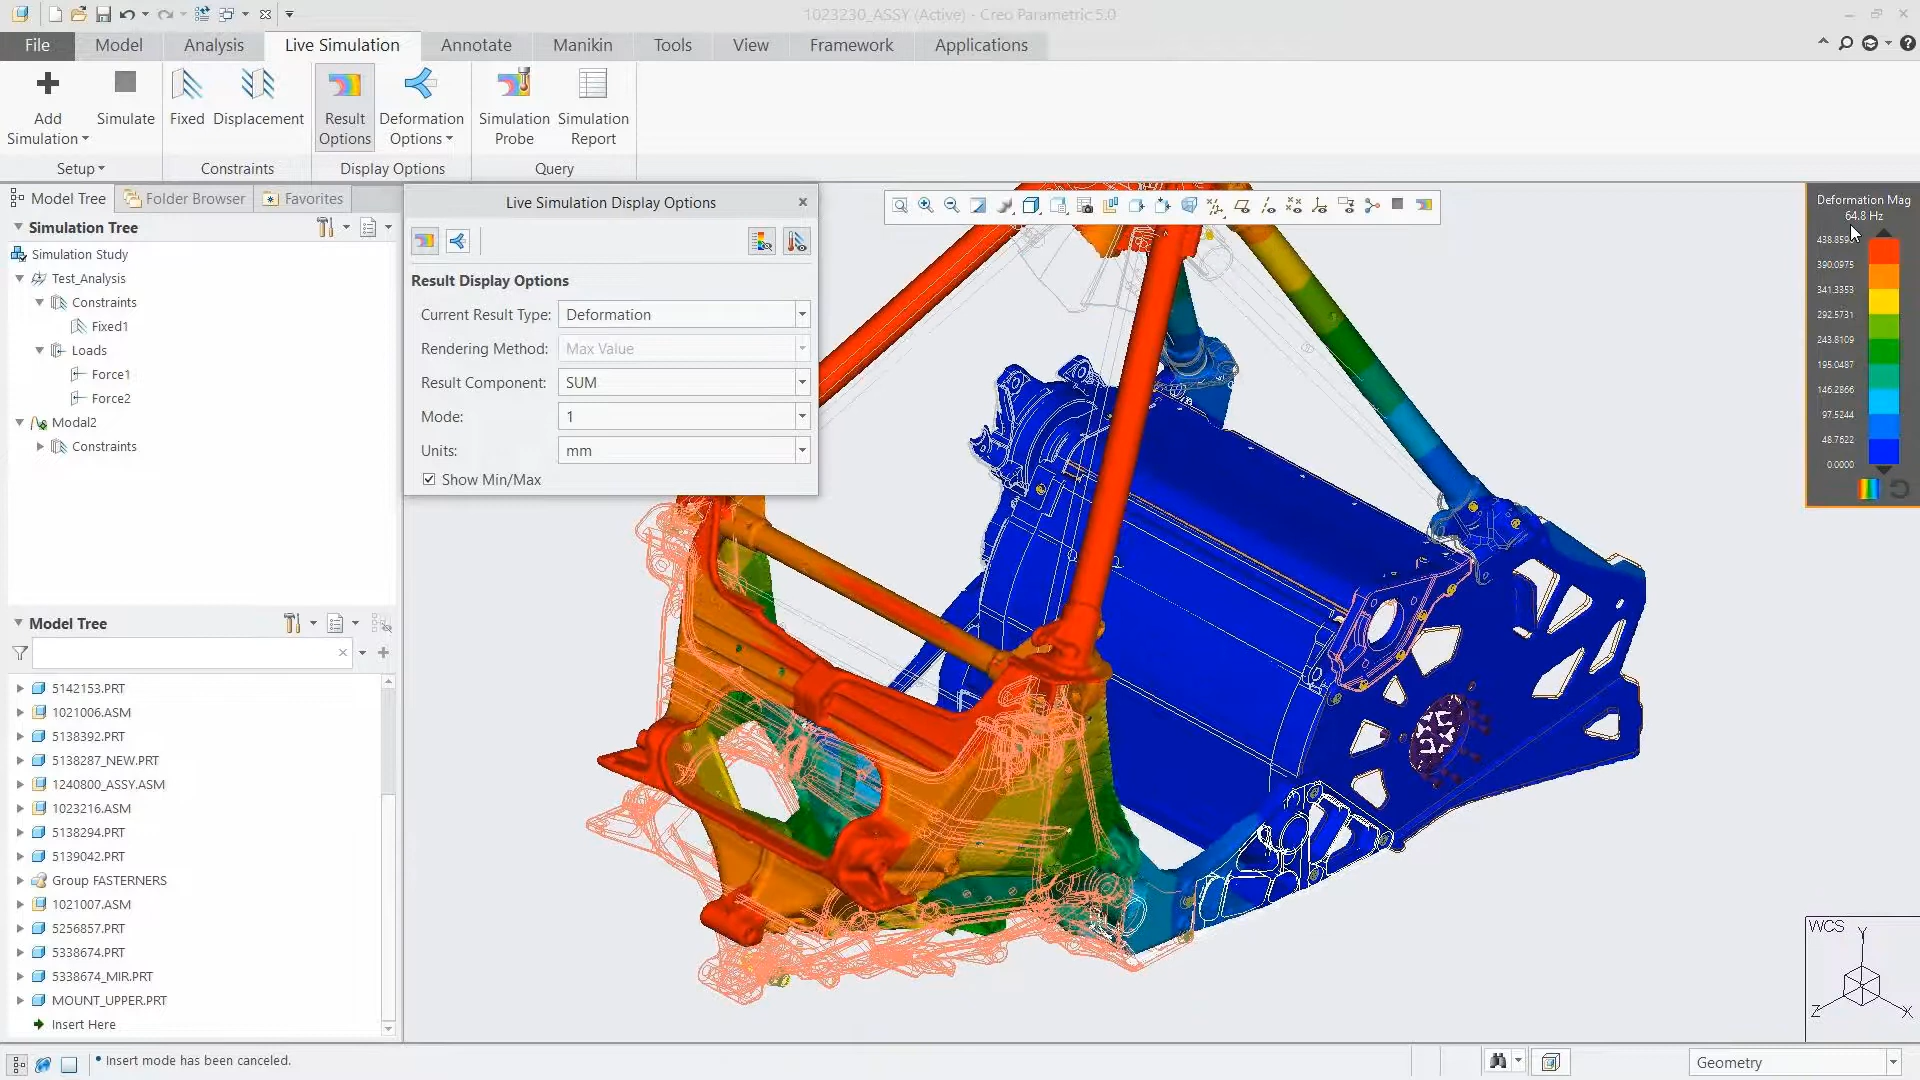 1023230_ASSY (Active) - Creo Parametric 5.0
File
Model
Analysis
Live Simulation
Annotate
Manikin
Tools
View
Framework
Applications
Add
Simulation
Simulate
Fixed
Displacement
Result
Options
Deformation
Options
Simulation
Probe
Simulation
Report
Setup
Constraints
Display Options
Query
Model Tree
Folder Browser
Favorites
Simulation Tree
Simulation Study
Test_Analysis
Constraints
Fixed1
Loads
Force1
Force2
Modal2
Constraints
Model Tree
5142153.PRT
1021006.ASM
5138392.PRT
5138287_NEW.PRT
1240800_ASSY.ASM
1023216.ASM
5138294.PRT
5139042.PRT
Group FASTERNERS
1021007.ASM
5256857.PRT
5338674.PRT
5338674_MIR.PRT
MOUNT_UPPER.PRT
Insert Here
Live Simulation Display Options
Result Display Options
Current Result Type: Deformation
Rendering Method: Max Value
Result Component: SUM
Mode: 1
Units: mm
Show Min/Max
Deformation Mag
64.8 Hz
390.0975
341.3353
292.5731
243.8109
195.0487
146.2866
97.5244
48.7622
0.0000
WCS
Y
Z
X
Insert mode has been canceled.
Geometry